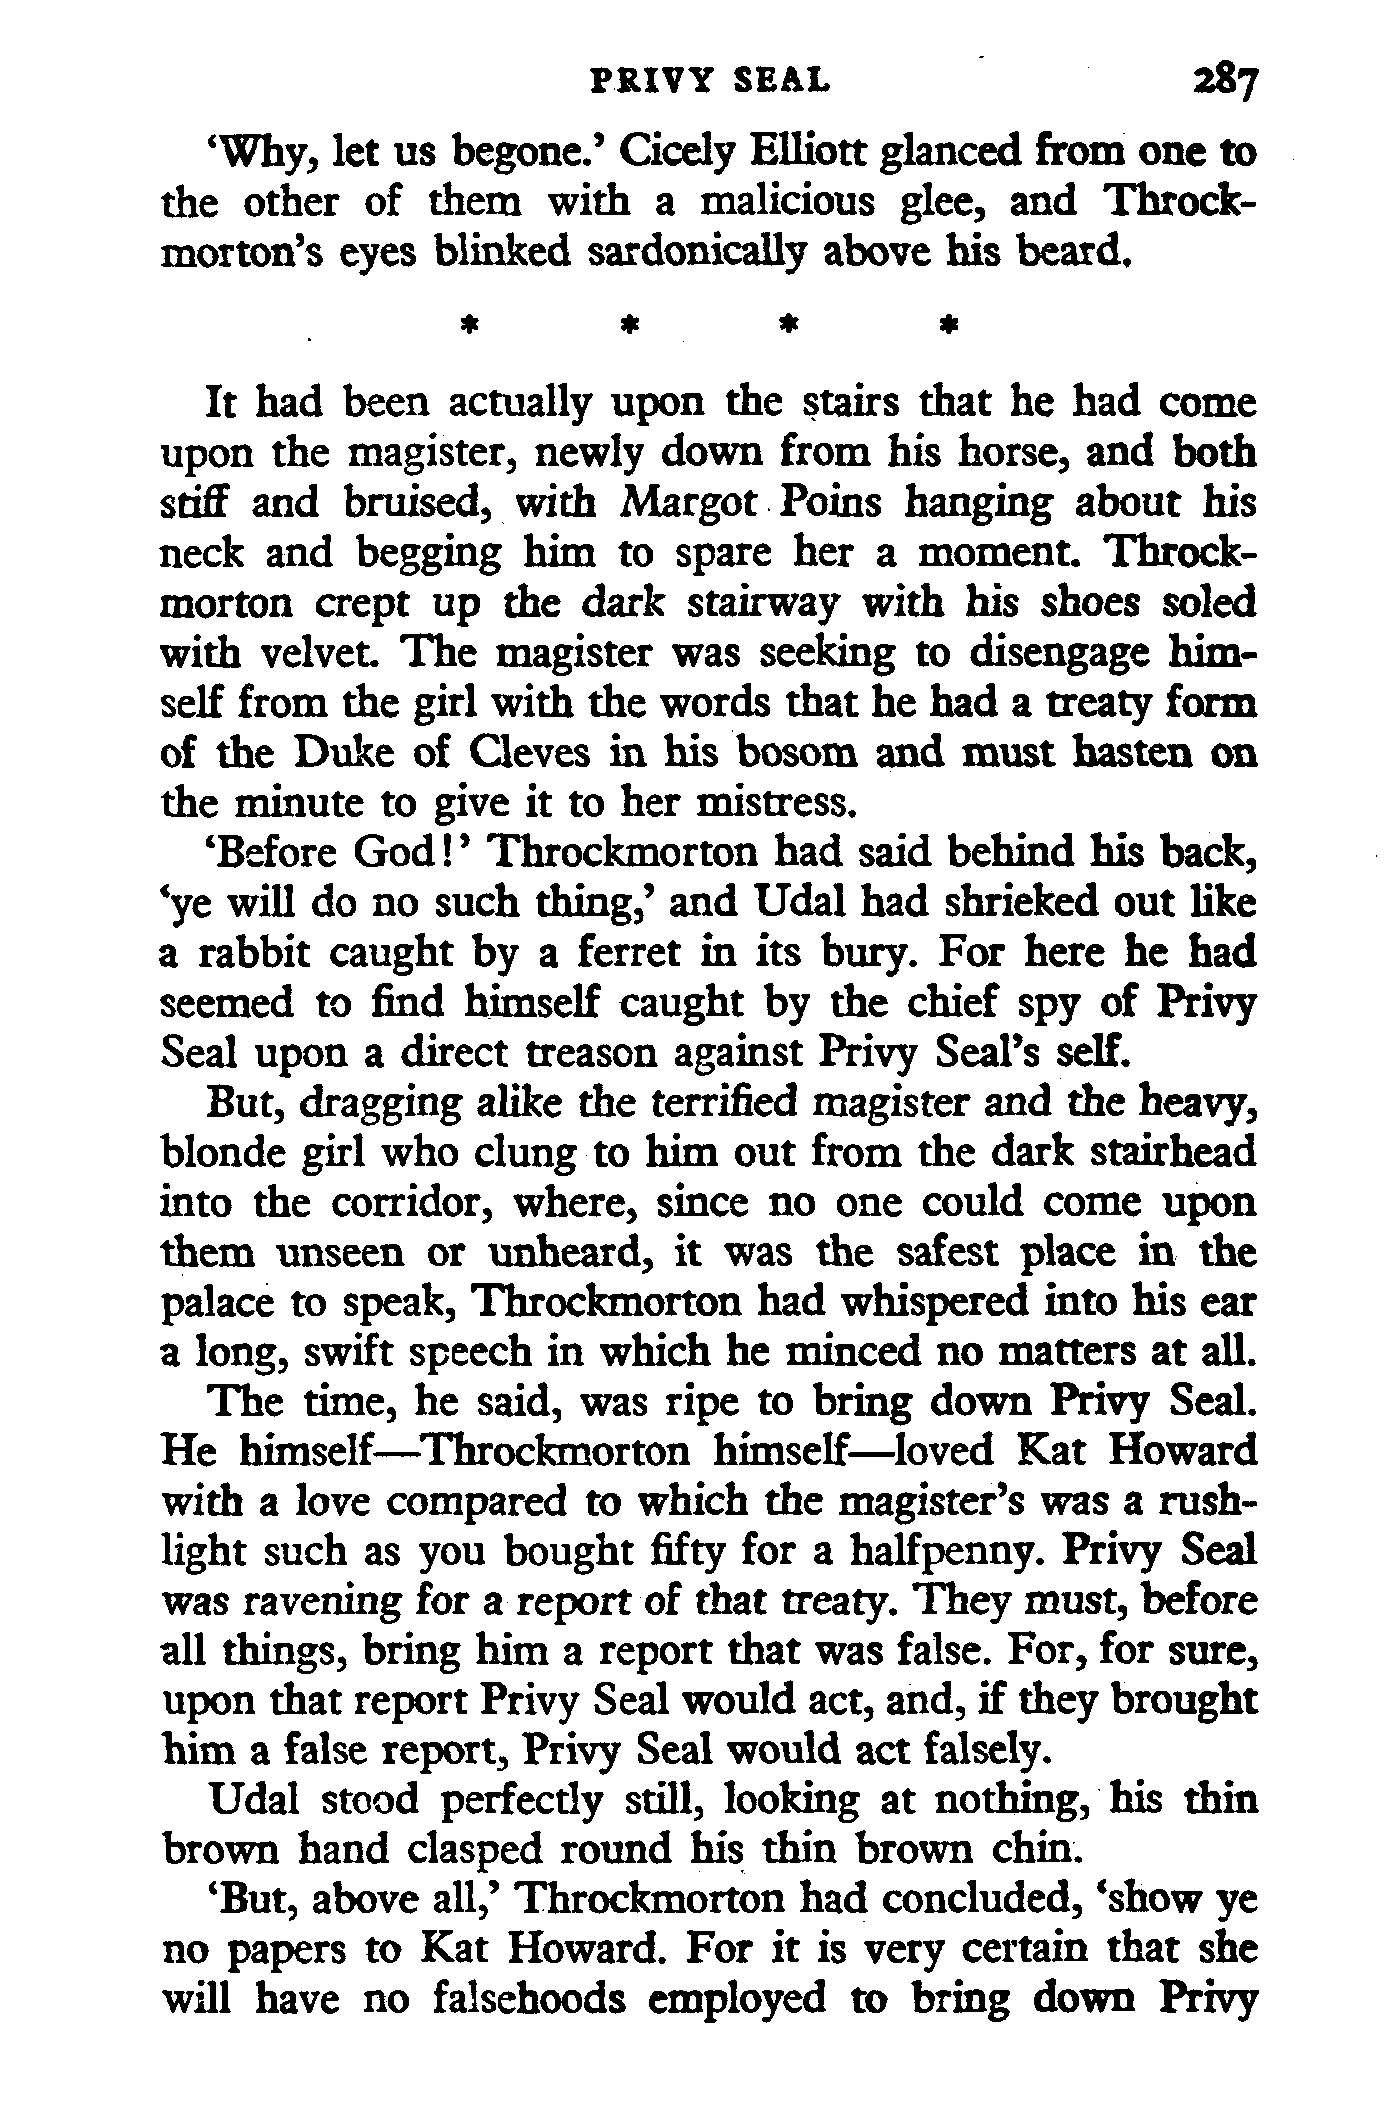 PRIVY SEAL 287
‘Why, let us begone.’ Cicely Elliott glanced from one to
the other of them with a malicious glee, and Throck-
morton’s eyes blinked sardonically above his beard.
* * * *
It had been actually upon the stairs that he had come
upon the magister, newly down from his horse, and both
stiff and bruised, with Margot Poins hanging about his
neck and begging him to spare her a moment. Throck-
morton crept up the dark stairway with his shoes soled
with velvet. The magister was seeking to disengage him-
self from the girl with the words that he had a treaty form
of the Duke of Cleves in his bosom and must hasten on
the minute to give it to her mistress.
‘Before God!’ Throckmorton had said behind his back,
‘ye will do no such thing,’ and Udal had shrieked out like
a rabbit caught by a ferret in its bury. For here he had
seemed to find himself caught by the chief spy of Privy
Seal upon a direct treason against Privy Seal’s self.
But, dragging alike the terrified magister and the heavy,
blonde girl who clung to him out from the dark stairhead
into the corridor, where, since no one could come upon
them unseen or unheard, it was the safest place in the
palace to speak, Throckmorton had whispered into his ear
a long, swift speech in which he minced no matters at all.
The time, he said, was ripe to bring down Privy Seal.
He himself—Throckmorton himself—loved Kat Howard
with a love compared to which the magister’s was a rush-
light such as you bought fifty for a halfpenny. Privy Seal
was ravening for a report of that treaty. They must, before
all things, bring him a report that was false. For, for sure,
upon that report Privy Seal would act, and, if they brought
him a false report, Privy Seal would act falsely.
Udal stood perfectly still, looking at nothing, his thin
brown hand clasped round his thin brown chin.
‘But, above all,’ Throckmorton had concluded, ‘show ye
no papers to Kat Howard. For it is very certain that she
will have no falsehoods employed to bring down Privy